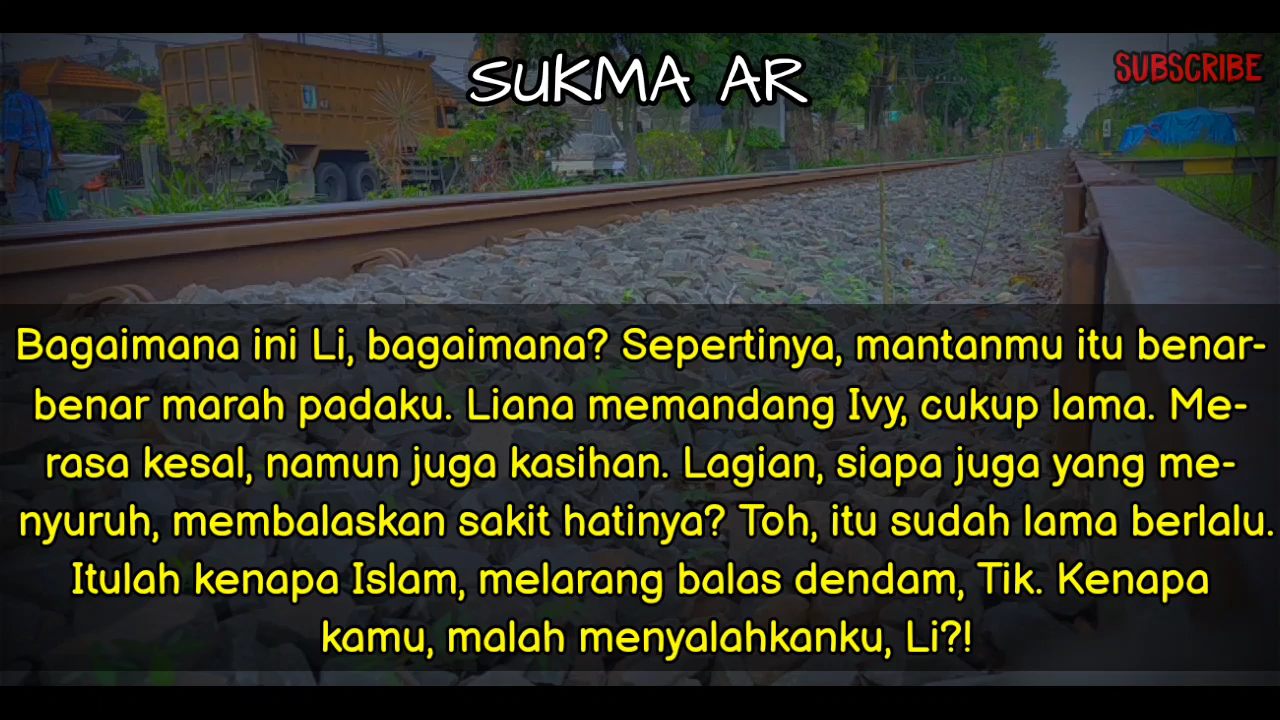 SUKMA AR
SUBSCRIBE
Bagaimana ini Li, bagaimana? Sepertinya, mantanmu itu benar-
benar marah padaku. Liana memandang Ivy, cukup lama. Me-
rasa kesal, namun juga kasihan. Lagian, siapa juga yang me-
nyuruh, membalaskan sakit hatinya? Toh, itu sudah lama berlalu.
Itulah kenapa Islam, melarang balas dendam, Tik. Kenapa
kamu, malah menyalahkanku, Li?!